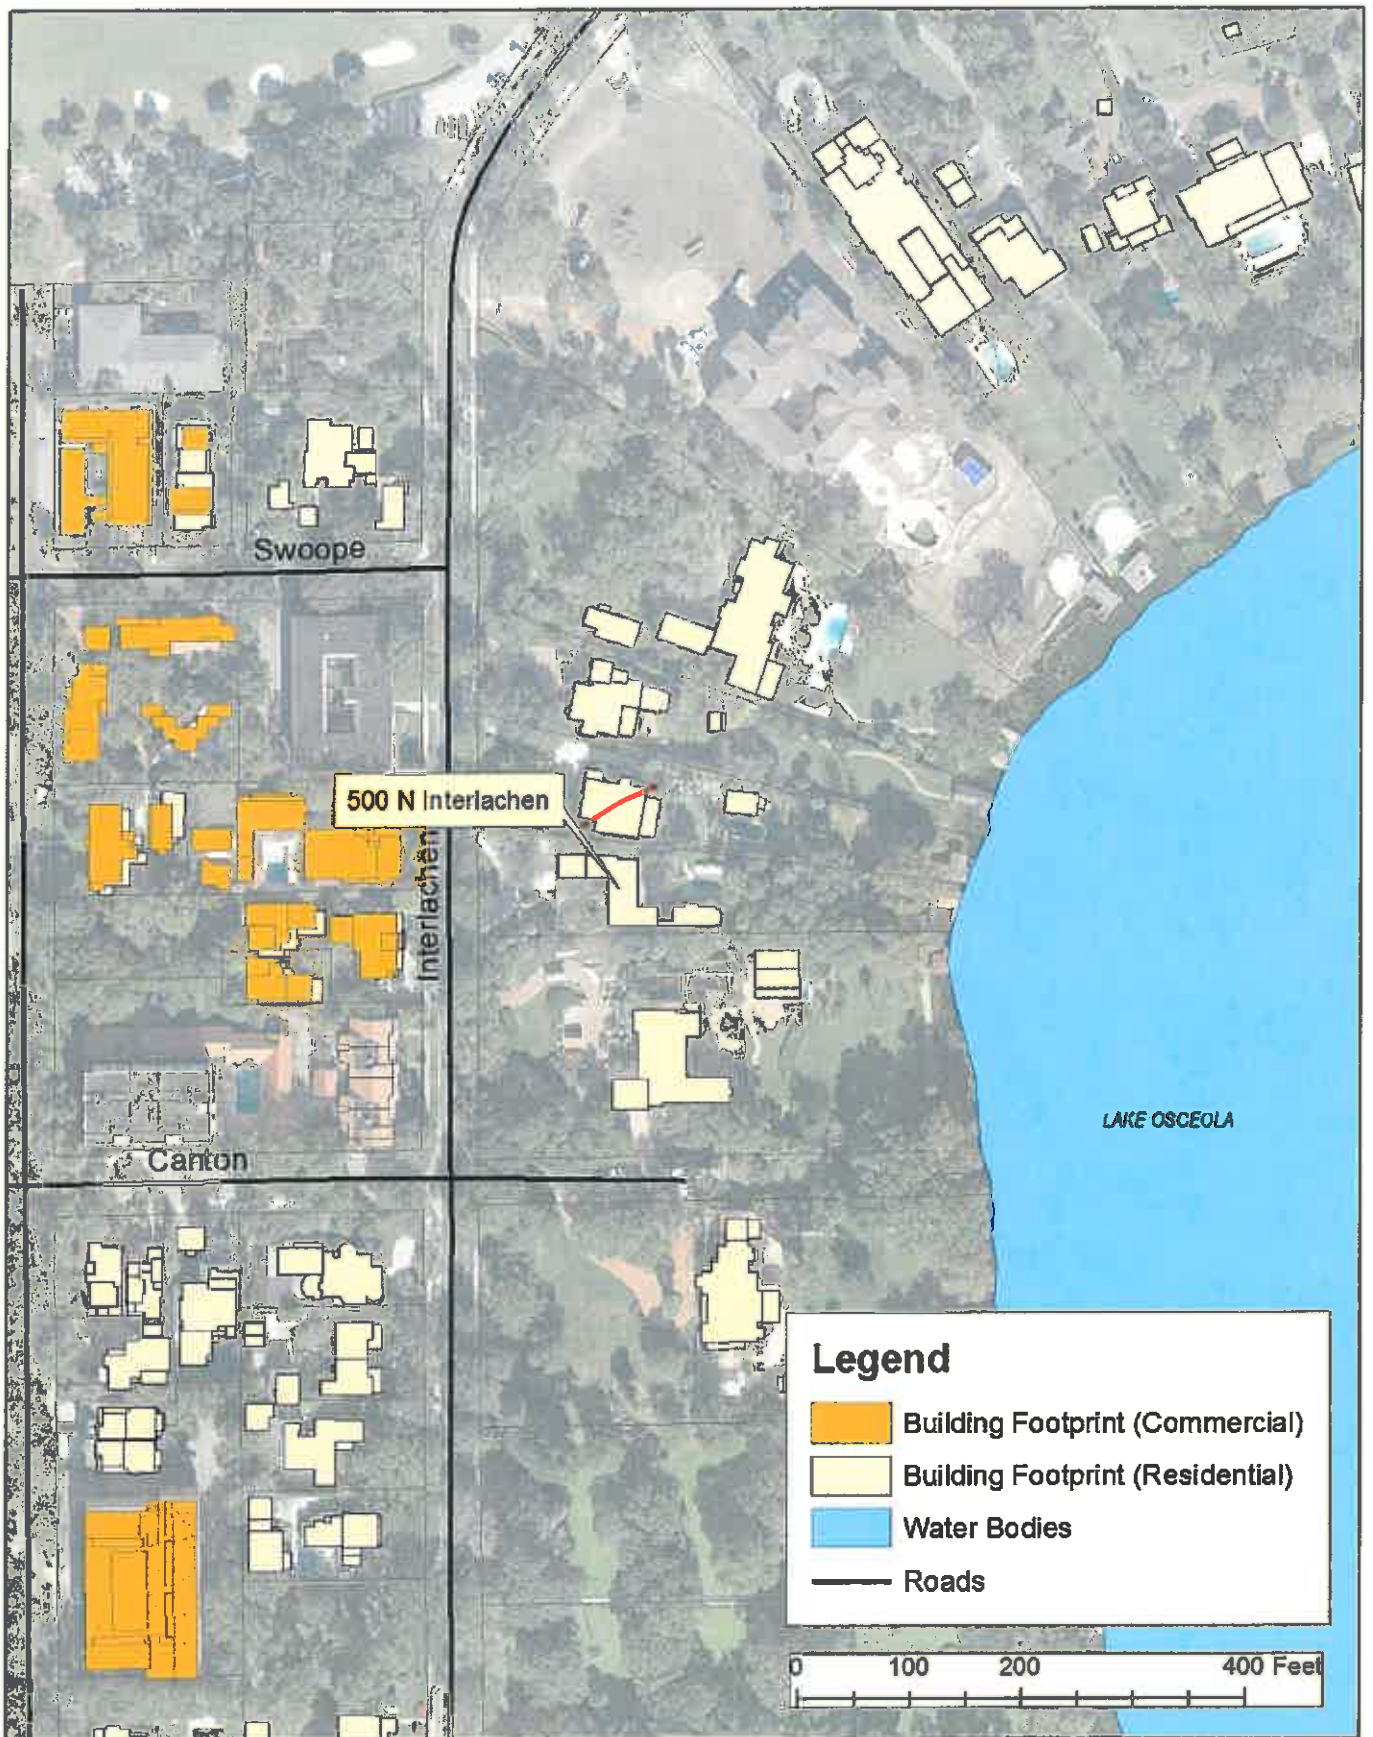 Swoope
500 N Interlachen
Interlachen
LAKE OSCEOLA
Canton
Legend
Building Footprint (Commercial)
Building Footprint (Residential)
Water Bodies
Roads
0 100 200 400 Feet